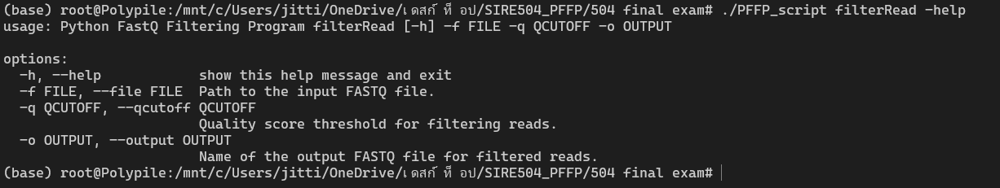 (base) root@Polypile:/mnt/c/Users/jitti/OneDrive/เดสก์ท็อป/SIRE504_PFFP/504 final exam# ./PFFP_script filterRead -help
usage: Python FastQ Filtering Program filterRead [-h] -f FILE -q QCUTOFF -o OUTPUT
options:
-h, --help show this help message and exit
-f FILE, --file FILE Path to the input FASTQ file.
-q QCUTOFF, --qcutoff QCUTOFF
Quality score threshold for filtering reads.
-o OUTPUT, --output OUTPUT
Name of the output FASTQ file for filtered reads.
(base) root@Polypile:/mnt/c/Users/jitti/OneDrive/เดสก์ท็อป/SIRE504_PFFP/504 final exam#